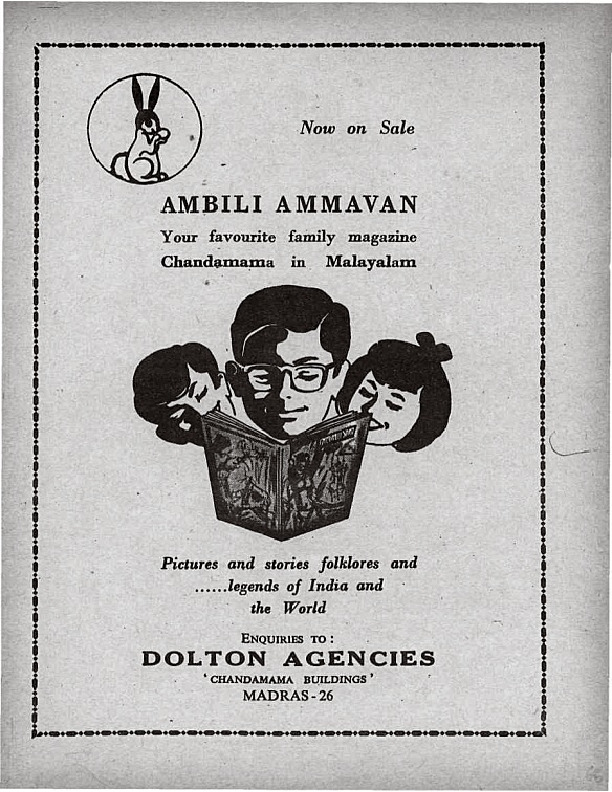 Now on Sale
AMBILI AMMAVAN
Your favourite family magazine
Chandamama in Malayalam
Pictures and stories folklores and
......legends of India and
the World
ENQUIRIES TO :
DOLTON AGENCIES
' CHANDAMAMA BUILDINGS '
MADRAS - 26